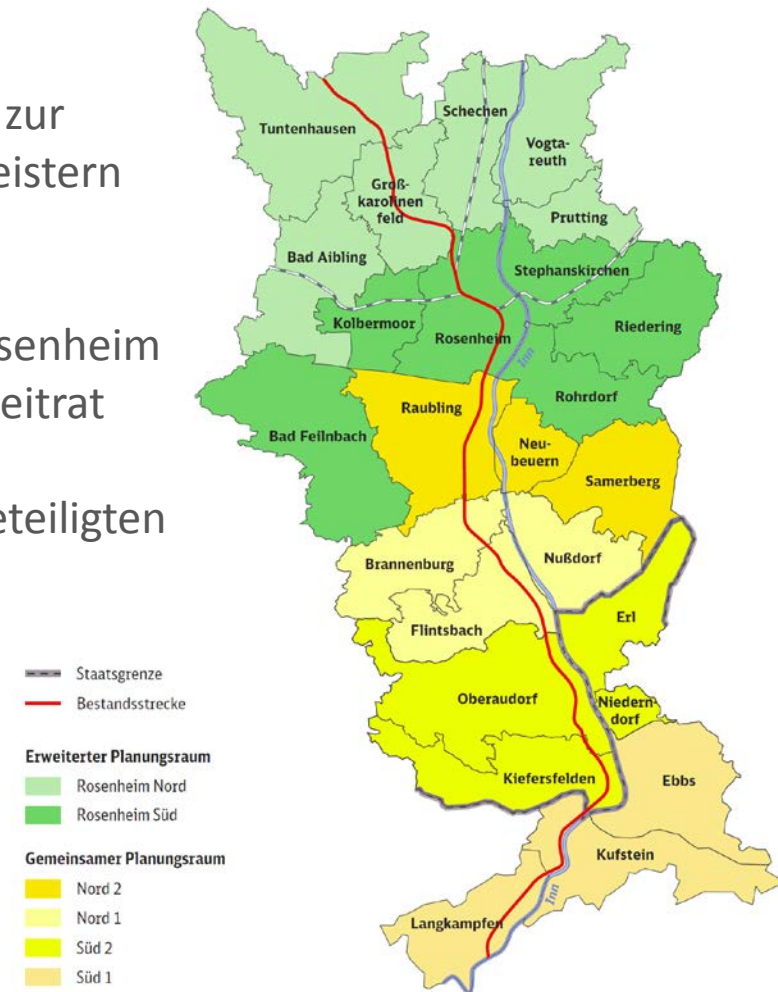 zur
eistern
senheim
eitrat
eteiligten
Tuntenhausen
Schechen
Vogta-
reuth
Groß-
karolinen
feld
Prutting
Bad Aibling
Stephanskirchen
Kolbermoor
Rosenheim
Riedering
Inn
Rohrdorf
Raubling
Bad Feilnbach
Neu-
beuern
Samerberg
Brannenburg
Nußdorf
Flintsbach
Erl
Oberaudorf
Niedern-
dorf
Kiefersfelden
Ebbs
Kufstein
Langkampfen
Inn
Staatsgrenze
Bestandsstrecke
Erweiterter Planungsraum
Rosenheim Nord
Rosenheim Süd
Gemeinsamer Planungsraum
Nord 2
Nord 1
Süd 2
Süd 1